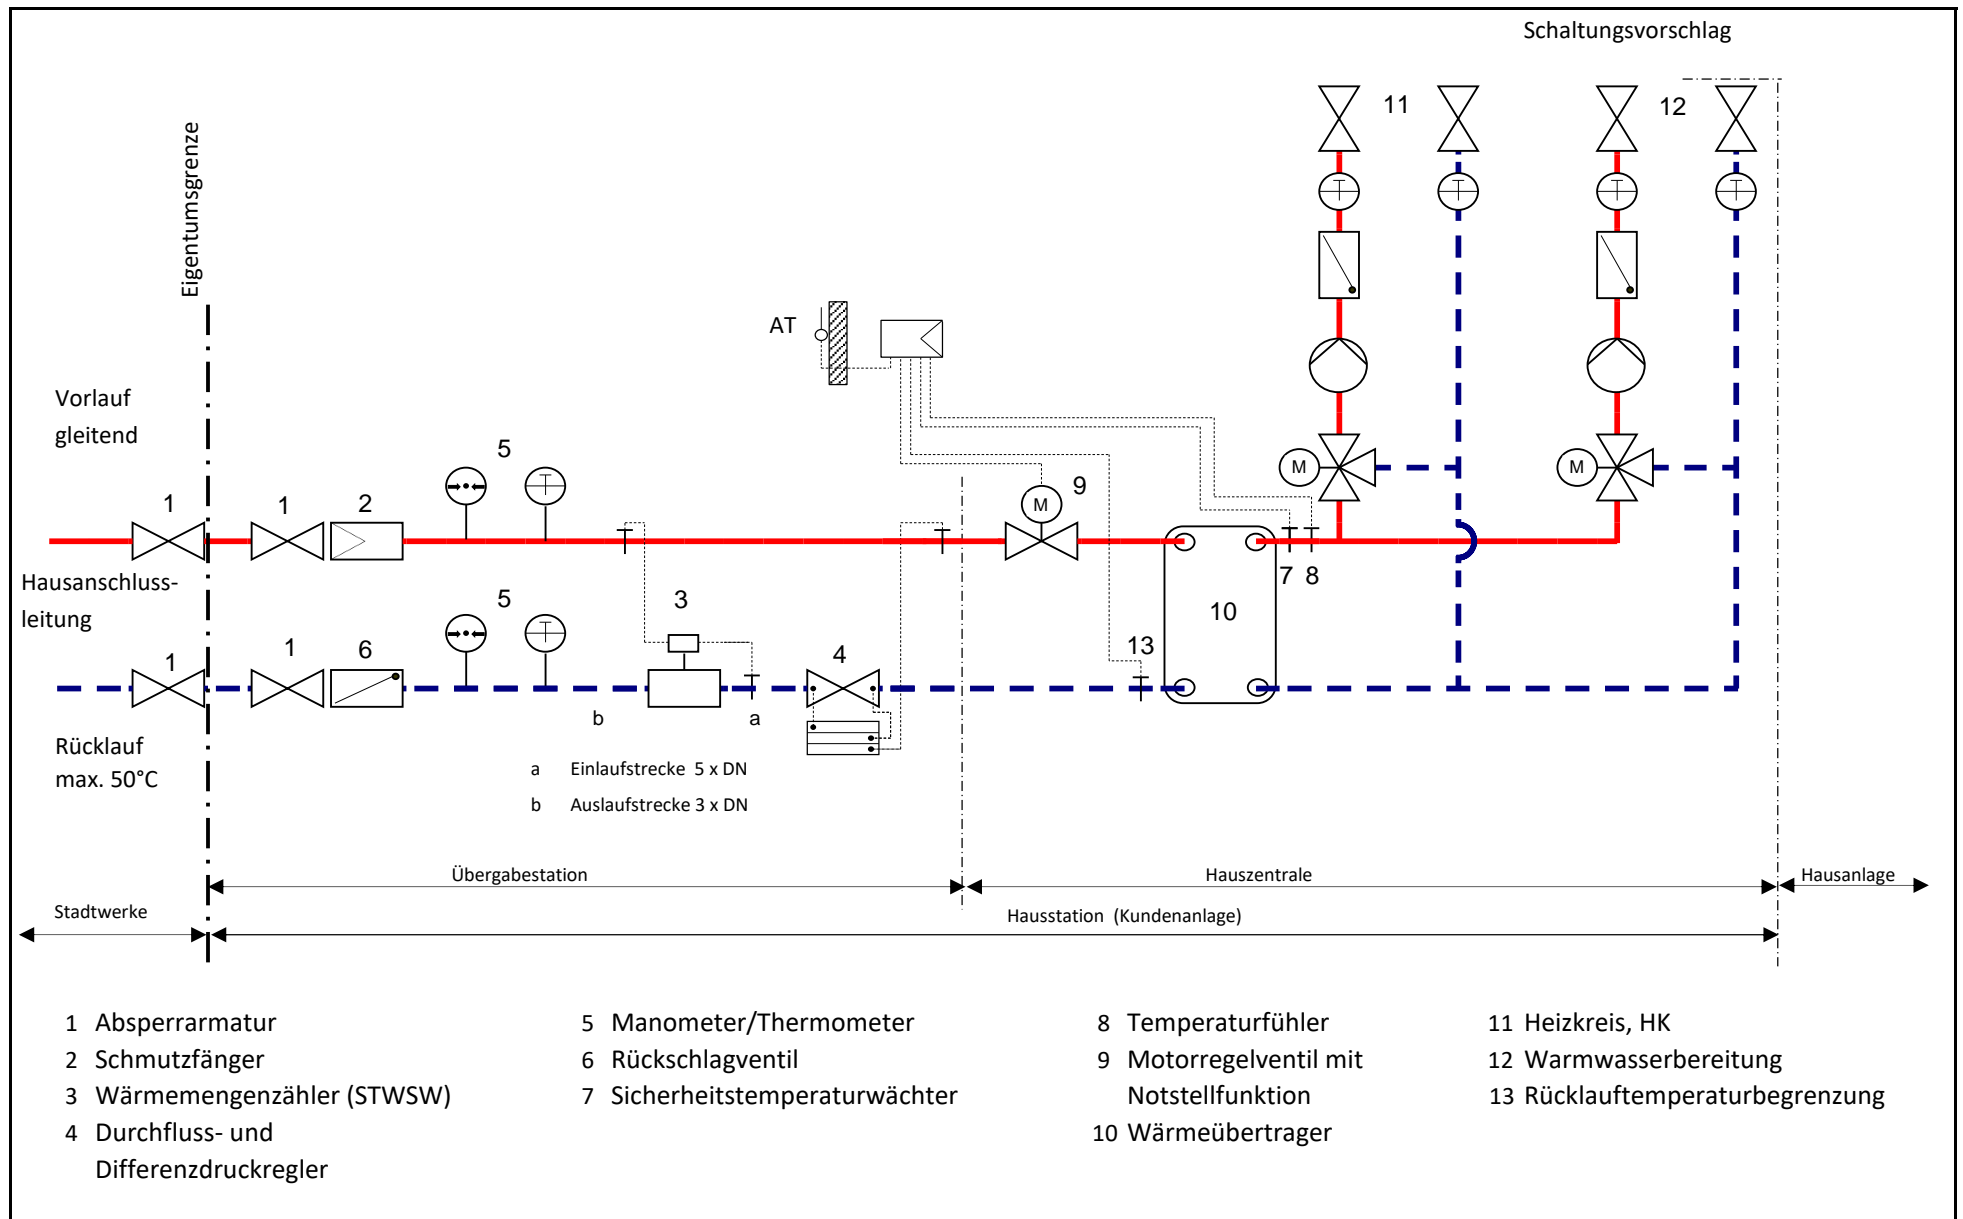 Schaltungsvorschlag
11
12
Eigentumsgrenze
AT
Vorlauf
gleitend
5
M
M
1
1
2
9
M
Hausanschluss-
leitung
5
3
7
8
10
1
1
6
4
13
b
a
Rücklauf
max. 50°C
a Einlaufstrecke 5 x DN
b Auslaufstrecke 3 x DN
Übergabestation
Hauszentrale
Hausanlage
Stadtwerke
Hausstation (Kundenanlage)
1 Absperrarmatur
2 Schmutzfänger
3 Wärmemengenzähler (STWSW)
4 Durchfluss- und
Differenzdruckregler
5 Manometer/Thermometer
6 Rückschlagventil
7 Sicherheitstemperaturwächter
8 Temperaturfühler
9 Motorregelventil mit
Notstellfunktion
10 Wärmeübertrager
11 Heizkreis, HK
12 Warmwasserbereitung
13 Rücklauftemperaturbegrenzung